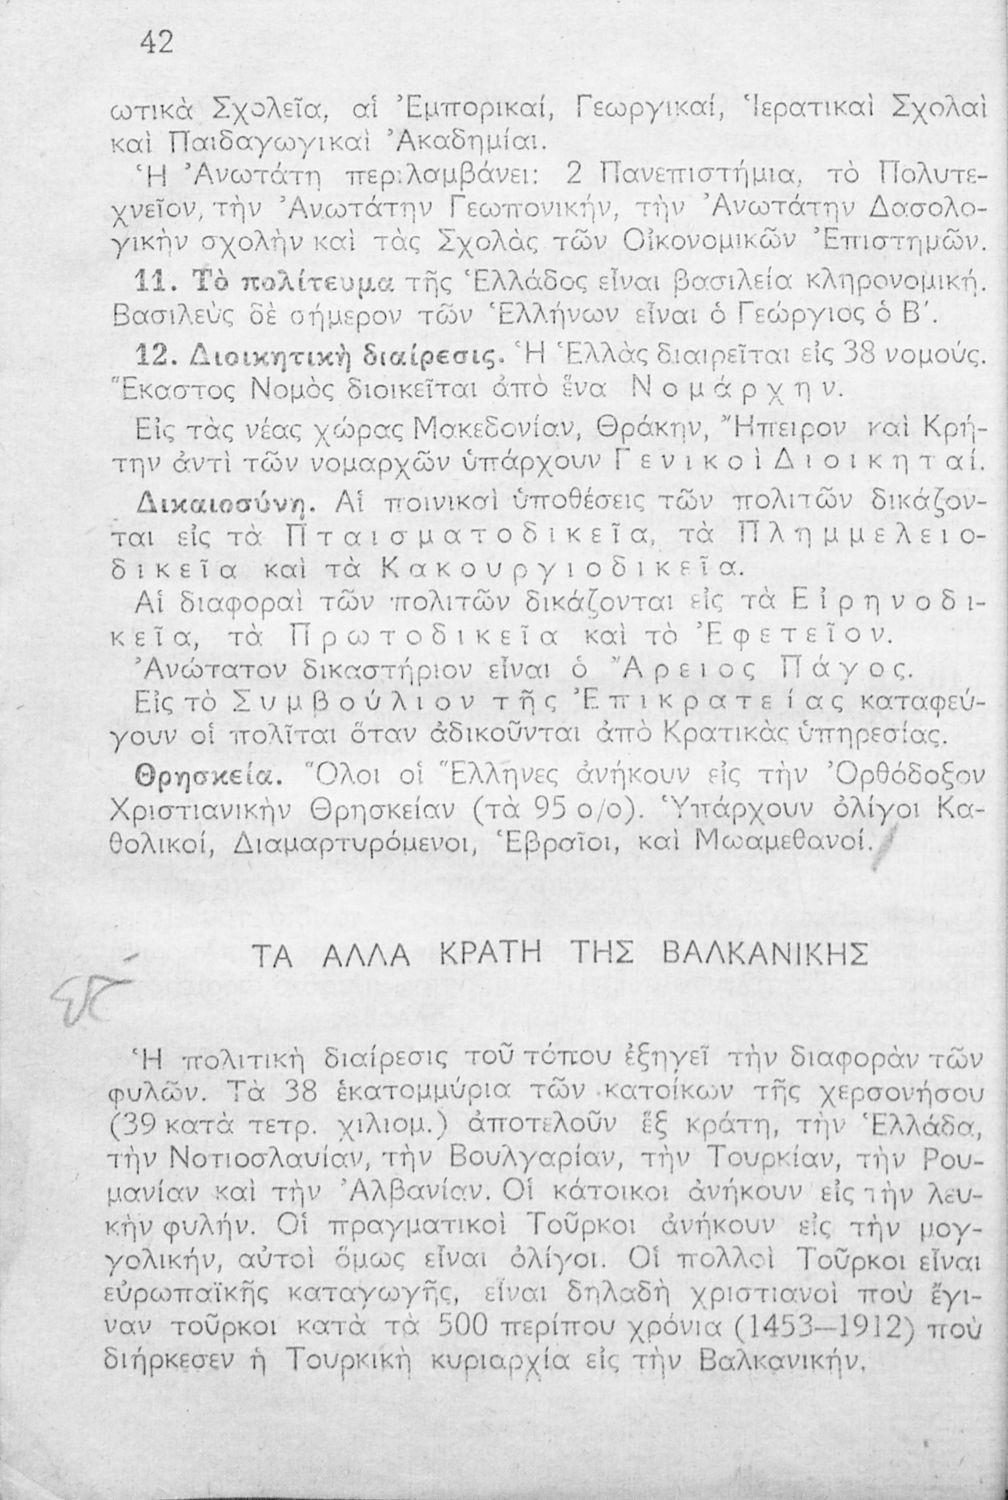 42
ωτικὰ Σχολεῖα, αἱ Ἐμπορικαί, Γεωργικαί, Ἱερατικαὶ Σχολαὶ
καὶ Παιδαγωγικαὶ Ἀκαδημίαι.
Ἡ Ἀνωτάτη περιλαμβάνει: 2 Πανεπιστήμια, τὸ Πολυτε-
χνεῖον, τὴν Ἀνωτάτην Γεωπονικήν, τὴν Ἀνωτάτην Δασολο-
γικὴν σχολὴν καὶ τὰς Σχολὰς τῶν Οἰκονομικῶν Ἐπιστημῶν.
11. Τὸ πολίτευμα τῆς Ἑλλάδος εἶναι βασιλεία κληρονομική.
Βασιλεὺς δὲ σήμερον τῶν Ἑλλήνων εἶναι ὁ Γεώργιος ὁ Β΄.
12. Διοικητικὴ διαίρεσις. Ἡ Ἑλλὰς διαιρεῖται εἰς 38 νομούς.
Ἕκαστος Νομὸς διοικεῖται ἀπὸ ἕνα Νομάρχην.
Εἰς τὰς νέας χώρας Μακεδονίαν, Θράκην, Ἤπειρον καὶ Κρή-
την ἀντὶ τῶν νομαρχῶν ὑπάρχουν Γενικοὶ Διοικηταί.
Δικαιοσύνη. Αἱ ποινικαὶ ὑποθέσεις τῶν πολιτῶν δικάζον-
ται εἰς τὰ Πταισματοδικεῖα, τὰ Πλημμελειο-
δικεῖα καὶ τὰ Κακουργιοδικεῖα.
Αἱ διαφοραὶ τῶν πολιτῶν δικάζονται εἰς τὰ Εἰρηνοδι-
κεῖα, τὰ Πρωτοδικεῖα καὶ τὸ Ἐφετεῖον.
Ἀνώτατον δικαστήριον εἶναι ὁ Ἄρειος Πάγος.
Εἰς τὸ Συμβούλιον τῆς Ἐπικρατείας καταφεύ-
γουν οἱ πολῖται ὅταν ἀδικοῦνται ἀπὸ Κρατικὰς ὑπηρεσίας.
Θρησκεία. Ὅλοι οἱ Ἕλληνες ἀνήκουν εἰς τὴν Ὀρθόδοξον
Χριστιανικὴν Θρησκείαν (τὰ 95 ο/ο). Ὑπάρχουν ὀλίγοι Κα-
θολικοί, Διαμαρτυρόμενοι, Ἑβραῖοι, καὶ Μωαμεθανοί.
ΤΑ ΑΛΛΑ ΚΡΑΤΗ ΤΗΣ ΒΑΛΚΑΝΙΚΗΣ
Ἡ πολιτικὴ διαίρεσις τοῦ τόπου ἐξηγεῖ τὴν διαφορὰν τῶν
φυλῶν. Τὰ 38 ἑκατομμύρια τῶν κατοίκων τῆς χερσονήσου
(39 κατὰ τετρ. χιλιομ.) ἀποτελοῦν ἓξ κράτη, τὴν Ἑλλάδα,
τὴν Νοτιοσλαυίαν, τὴν Βουλγαρίαν, τὴν Τουρκίαν, τὴν Ρου-
μανίαν καὶ τὴν Ἀλβανίαν. Οἱ κάτοικοι ἀνήκουν εἰς τὴν λευ-
κὴν φυλήν. Οἱ πραγματικοὶ Τοῦρκοι ἀνήκουν εἰς τὴν μογ-
γολικήν, αὐτοὶ ὅμως εἶναι ὀλίγοι. Οἱ πολλοὶ Τοῦρκοι εἶναι
εὐρωπαϊκῆς καταγωγῆς, εἶναι δηλαδὴ χριστιανοὶ ποὺ ἔγι-
ναν τοῦρκοι κατὰ τὰ 500 περίπου χρόνια (1453—1912) ποὺ
διήρκεσεν ἡ Τουρκικὴ κυριαρχία εἰς τὴν Βαλκανικήν.